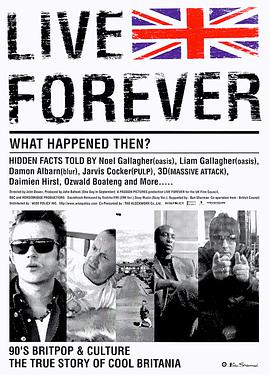 LIVE
FOREVER
WHAT HAPPENED THEN?
HIDDEN FACTS TOLD BY Noel Gallagher(oasis), Liam Gallagher(oasis),
Damon Albarn(blur), Jarvis Cocker(PULP), 3D(MASSIVE ATTACK),
Daimien Hirst, Ozwald Boateng and More.....
90'S BRITPOP & CULTURE
THE TRUE STORY OF COOL BRITANIA